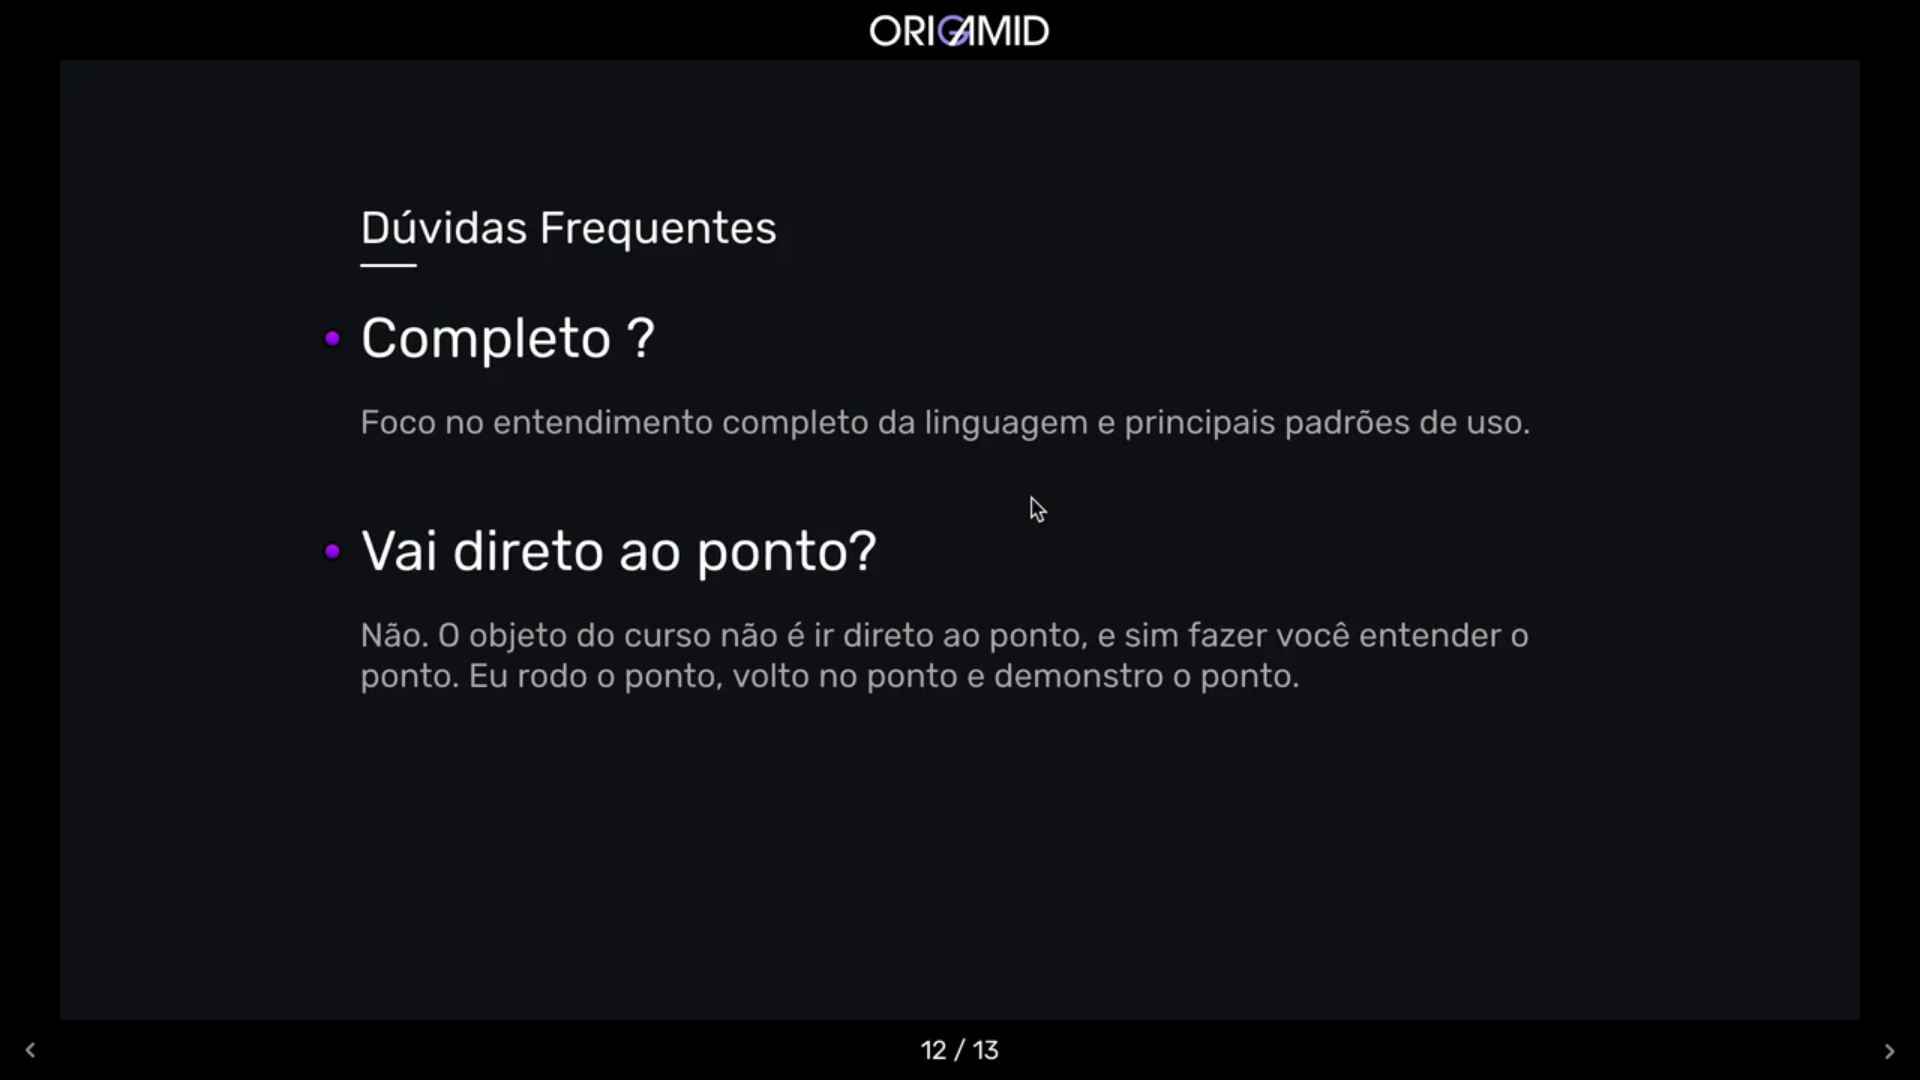 ORIGAMID
Dúvidas Frequentes
Completo ?
Foco no entendimento completo da linguagem e principais padrões de uso.
Vai direto ao ponto?
Não. O objeto do curso não é ir direto ao ponto, e sim fazer você entender o
ponto. Eu rodo o ponto, volto no ponto e demonstro o ponto.
12 / 13